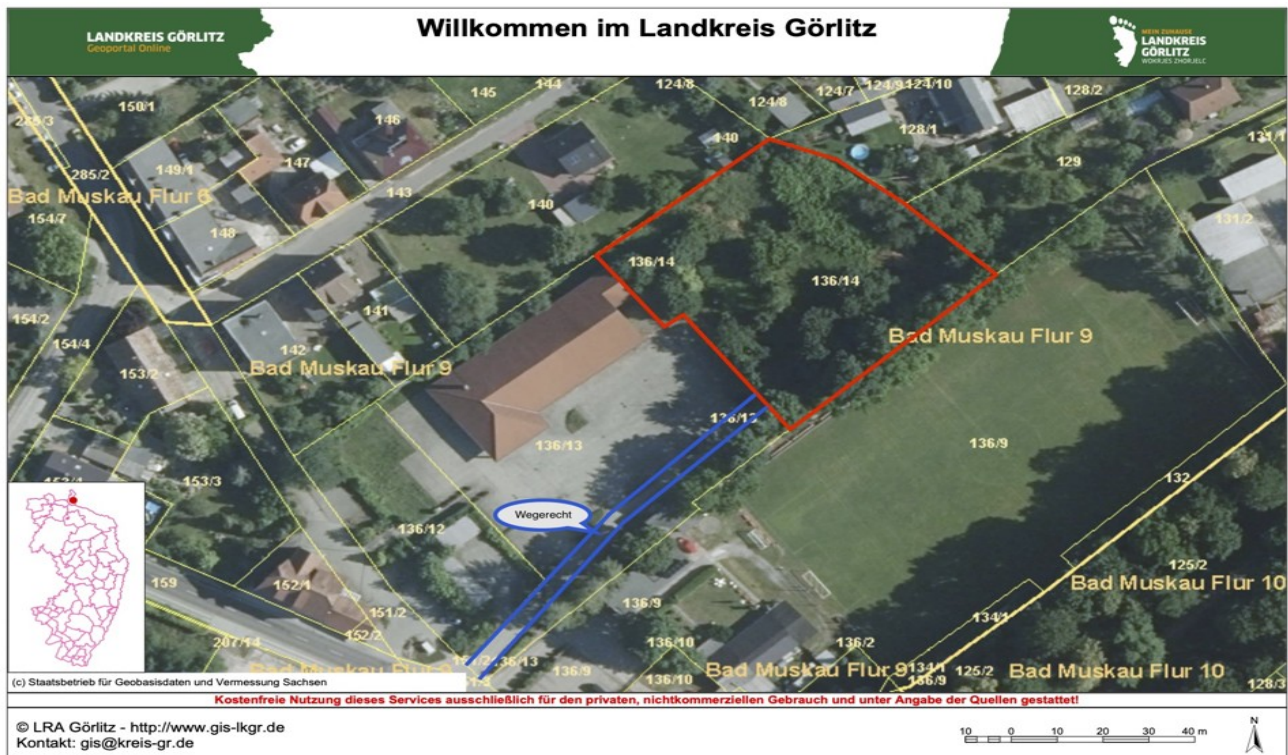 LANDKREIS GÖRLITZ
Geoportal Online
Willkommen im Landkreis Görlitz
MEIN ZUHAUSE
LANDKREIS
GÖRLITZ
WOKRJES ZHORJELC
150/1
145
144
124/8
124/8
124/7
124/9
124/10
128/2
285/3
146
140
128/1
131/1
285/2
149/1
147
143
129
Bad Muskau Flur 6
154/7
148
140
131/2
136/14
136/14
154/2
154/4
141
142
Bad Muskau Flur 9
Bad Muskau Flur 9
153/2
136/13
136/13
136/9
153/3
132
Wegerecht
136/12
125/2
159
152/1
Bad Muskau Flur 10
151/2
136/9
134/1
207/14
152/2
136/10
136/2
136/13
136/9
136/10
Bad Muskau Flur 9
134/1
125/2
Bad Muskau Flur 10
136/9
128/3
(c) Staatsbetrieb für Geobasisdaten und Vermessung Sachsen
Kostenfreie Nutzung dieses Services ausschließlich für den privaten, nichtkommerziellen Gebrauch und unter Angabe der Quellen gestattet!
© LRA Görlitz - http://www.gis-lkgr.de
Kontakt: gis@kreis-gr.de
10 0 10 20 30 40 m
N